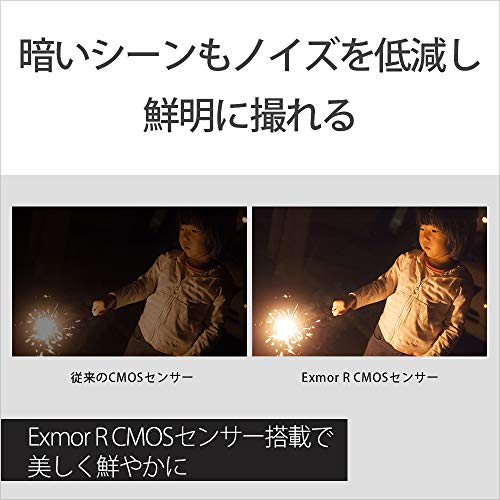 暗いシーンもノイズを低減し
鮮明に撮れる
従来のCMOSセンサー
Exmor R CMOSセンサー
Exmor R CMOSセンサー搭載で
美しく鮮やかに